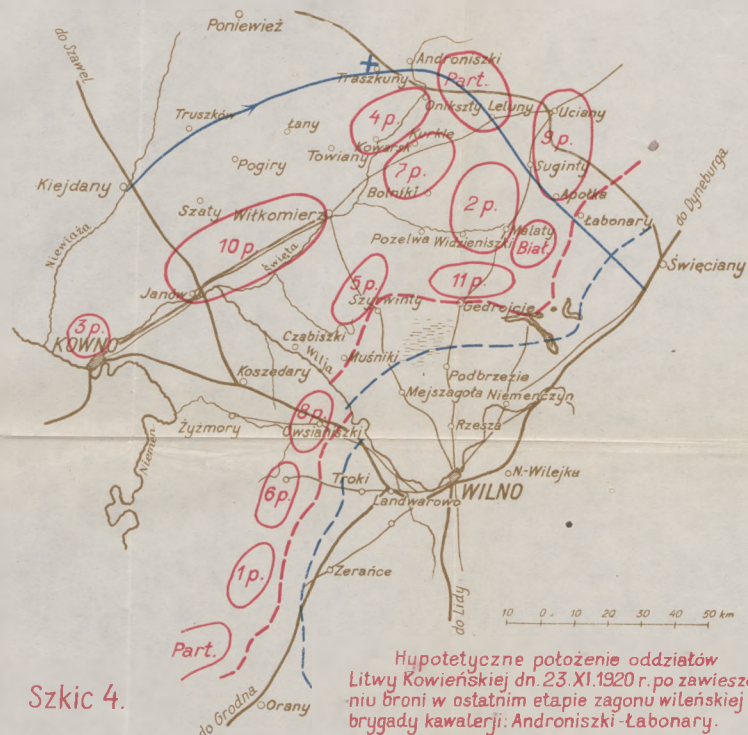 Poniewież
do Szawel
Androniszki
Traszkuny
Part.
Onikszty
Leluny
Uciany
Truszków
Łany
4 p.
Kowarsk
Kurkle
9 p.
Pogiry
Towiany
7 p.
Suginty
Kiejdany
Bolniki
2 p.
Apolka
do Dyneburga
Szaty
Wiłkomierz
Łabonary
Niewiaża
10 p.
Pozelwa
Widzieniszki
Malaty
Biał.
Święta
Święciany
5 p.
11 p.
Janów
Szyrwinty
Gedrojcie
3 p.
KOWNO
Czabiszki
Wilja
Muśniki
Koszedary
Podbrzezie
Mejszagoła
Niemenczyn
8 p.
Żyżmory
Owsianiszki
Rzesza
Niemen
Troki
N.-Wilejka
6 p.
Landwarowo
WILNO
1 p.
Zerańce
do Lidy
10 0 10 20 30 40 50 km
Part.
do Grodna
Orany
Szkic 4.
Hypotetyczne położenie oddziałów
Litwy Kowieńskiej dn. 23.XI.1920 r. po zawiesze
niu broni w ostatnim etapie zagonu wileńskiej
brygady kawalerji: Androniszki-Łabonary.